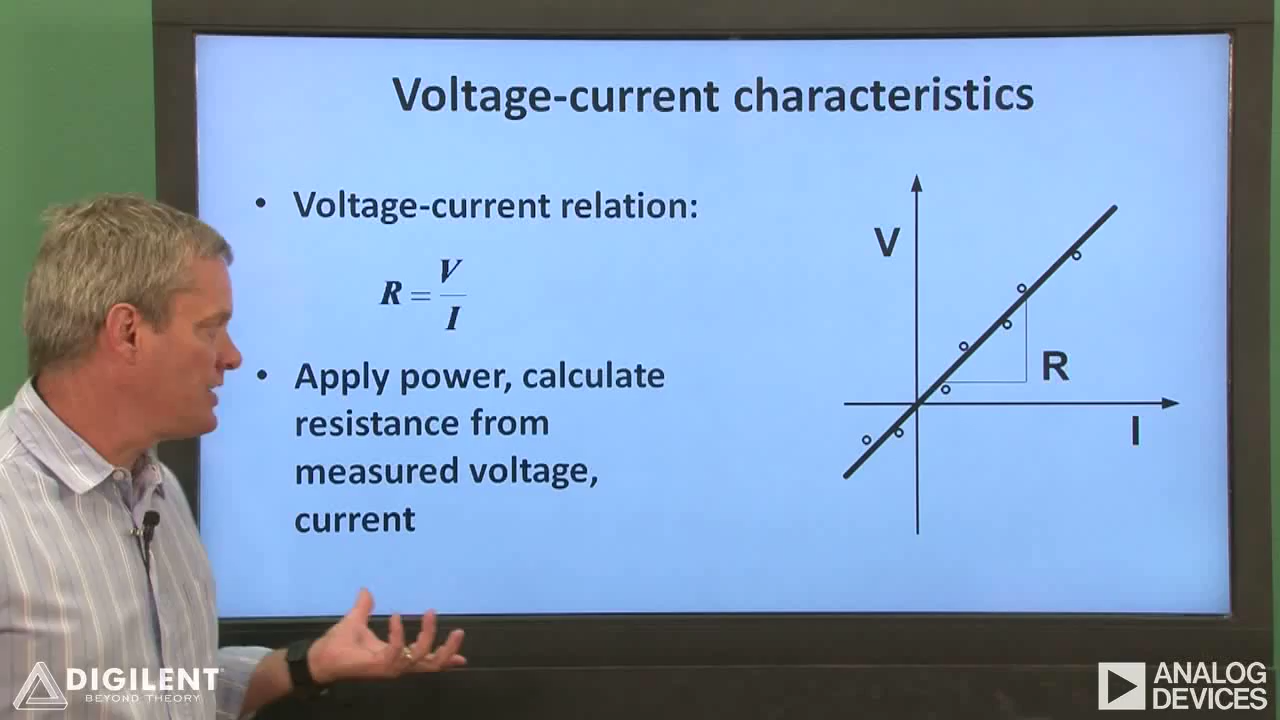 Voltage-current characteristics
• Voltage-current relation:
R = V
I
• Apply power, calculate
resistance from
measured voltage,
current
V
R
I
DIGILENT
BEYOND THEORY
ANALOG
DEVICES